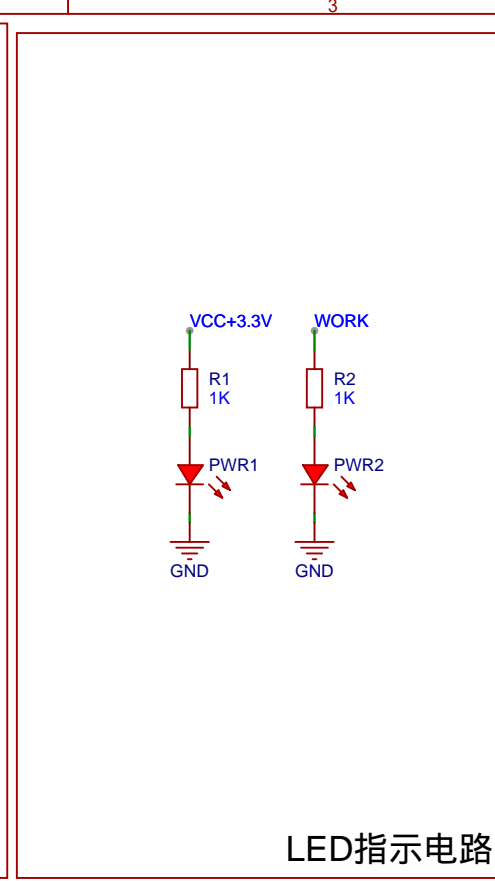 3
VCC+3.3V
WORK
R1
1K
R2
1K
PWR1
PWR2
GND
GND
LED指示电路